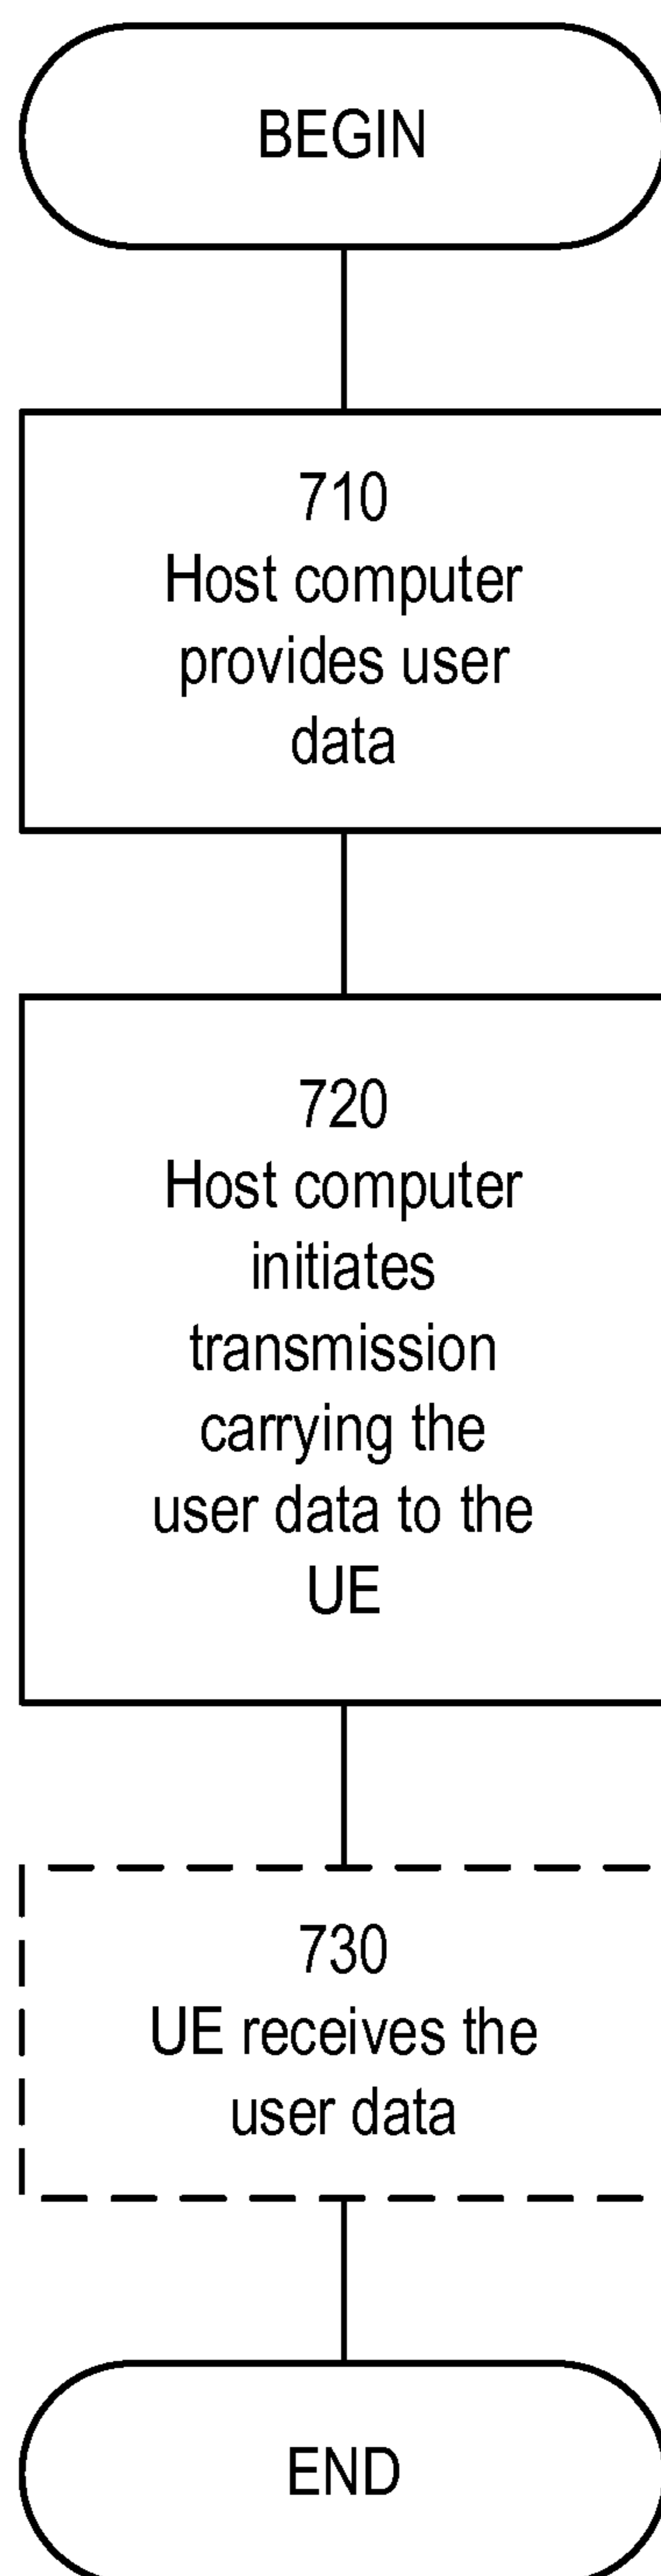 BEGIN
710
Host computer
provides user
data
720
Host computer
initiates
transmission
carrying the
user data to the
UE
730
UE receives the
user data
END